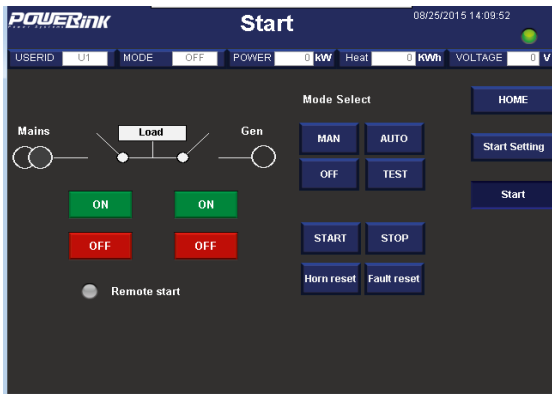 POWERinK Start 08/25/2015 14:09:52
USERID U1 MODE OFF POWER 0 kW Heat 0 KWh VOLTAGE 0 V
Mode Select HOME
Mains Load Gen MAN AUTO Start Setting
OFF TEST
ON ON Start
OFF OFF START STOP
Remote start Horn reset Fault reset